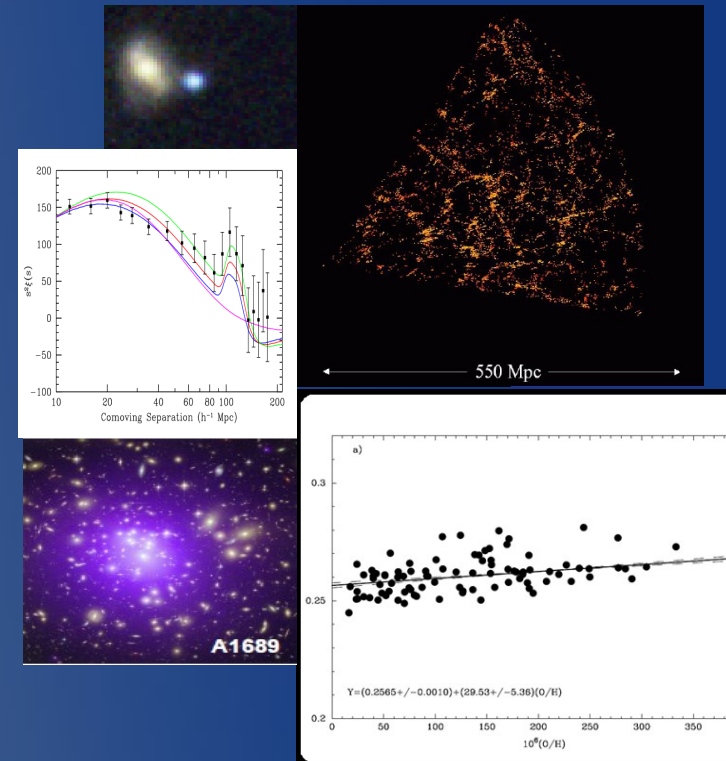 200
150
100
50
0
−50
−100
s²ξ(s)
10 20 40 60 80 100 200
Comoving Separation (h⁻¹ Mpc)
550 Mpc
A1689
a)
0.3
0.25
0.2
Y=(0.2565+/−0.0010)+(29.53+/−5.36)(O/H)
0 50 100 150 200 250 300 350
10⁶(O/H)